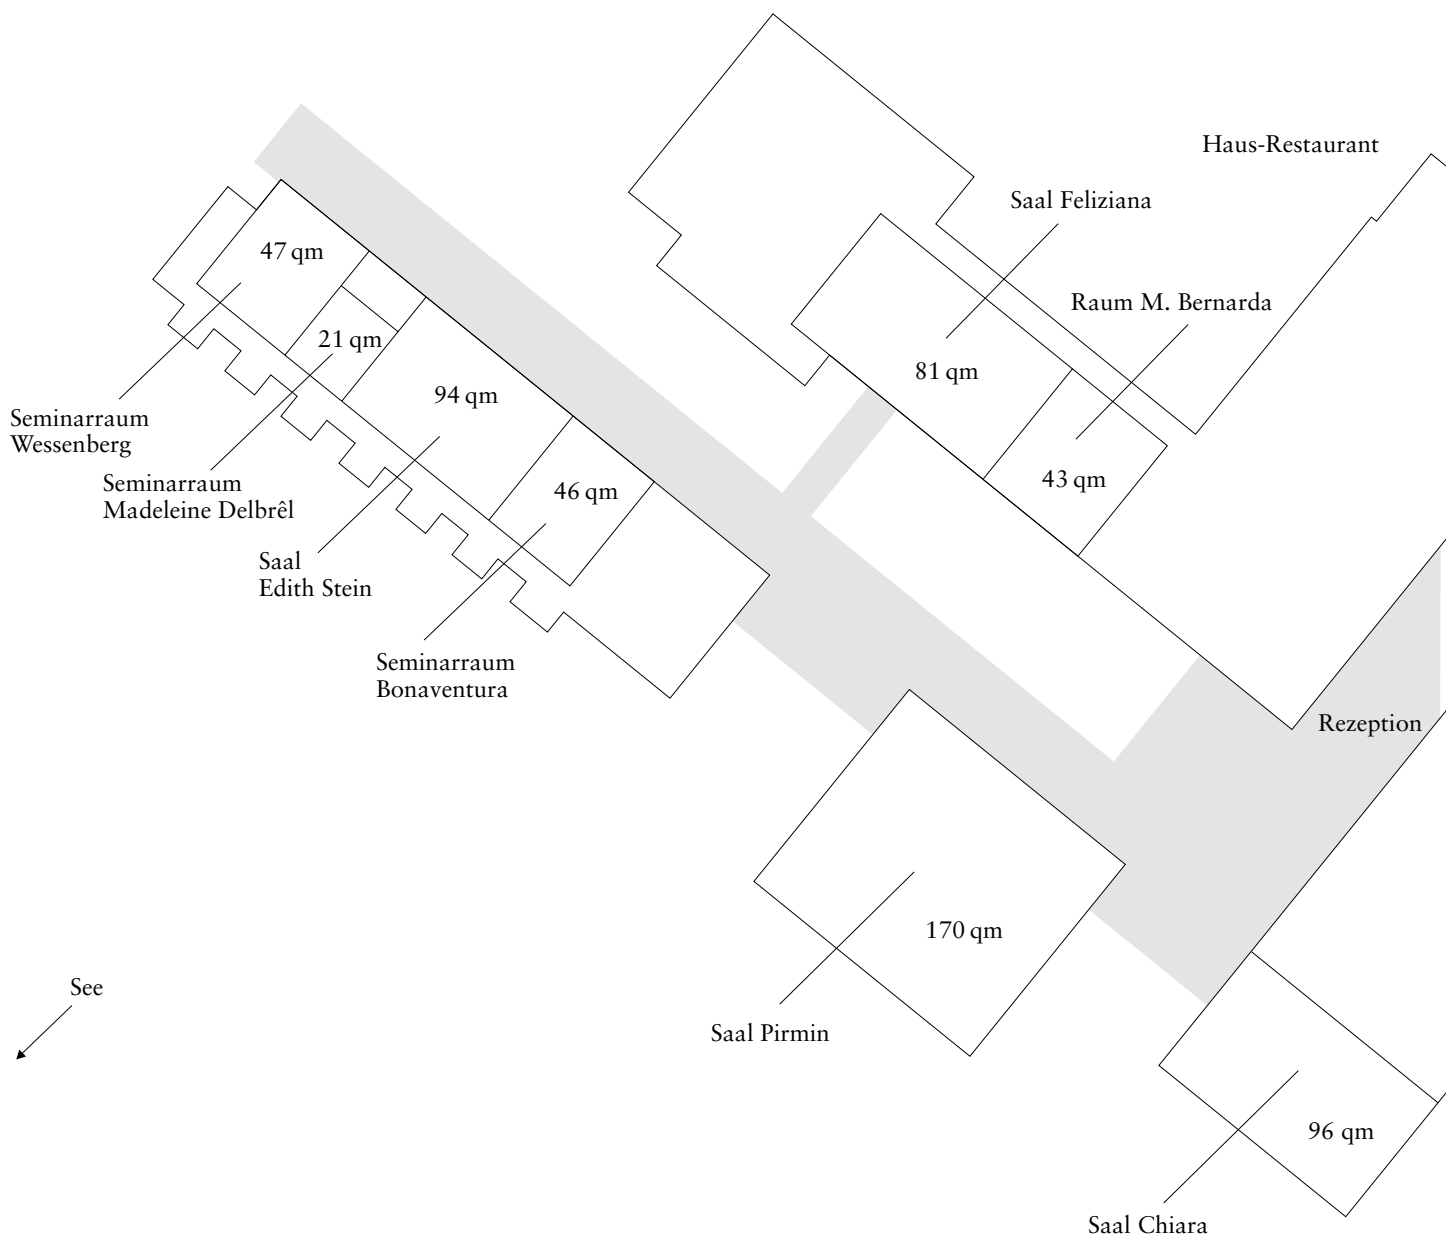 Haus-Restaurant
Saal Feliziana
47 qm
Raum M. Bernarda
21 qm
81 qm
94 qm
Seminarraum
Wessenberg
43 qm
Seminarraum
Madeleine Delbrêl
46 qm
Saal
Edith Stein
Seminarraum
Bonaventura
Rezeption
170 qm
See
Saal Pirmin
96 qm
Saal Chiara